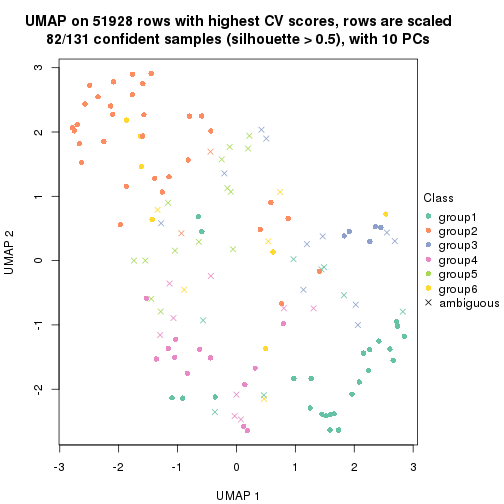 UMAP on 51928 rows with highest CV scores, rows are scaled
82/131 confident samples (silhouette > 0.5), with 10 PCs
3
2
1
0
-1
-2
UMAP 2
-3
-2
-1
0
1
2
3
UMAP 1
Class
group1
group2
group3
group4
group5
group6
ambiguous